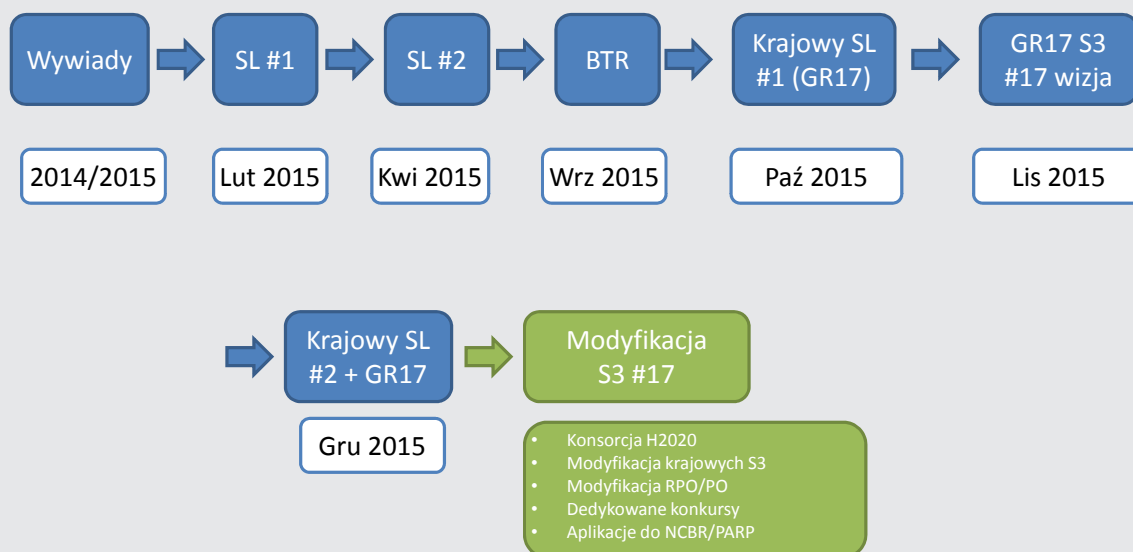 Wywiady
SL #1
SL #2
BTR
Krajowy SL
#1 (GR17)
GR17 S3
#17 wizja
2014/2015
Lut 2015
Kwi 2015
Wrz 2015
Paź 2015
Lis 2015
Krajowy SL
#2 + GR17
Modyfikacja
S3 #17
Gru 2015
• Konsorcja H2020
• Modyfikacja krajowych S3
• Modyfikacja RPO/PO
• Dedykowane konkursy
• Aplikacje do NCBR/PARP